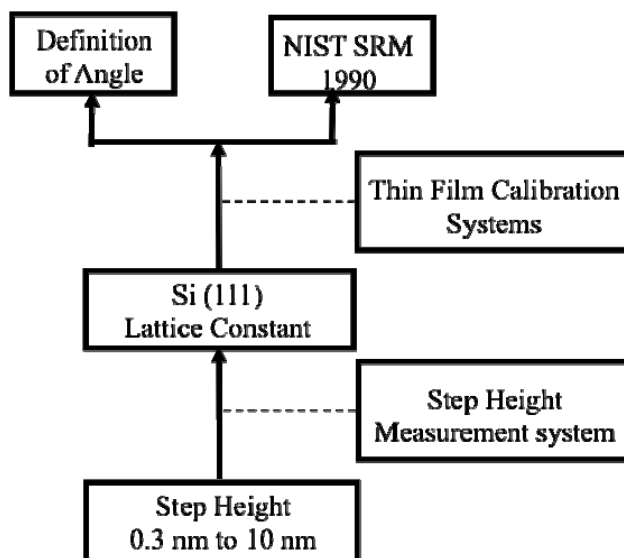 Definition
of Angle
NIST SRM
1990
Thin Film Calibration
Systems
Si (111)
Lattice Constant
Step Height
Measurement system
Step Height
0.3 nm to 10 nm